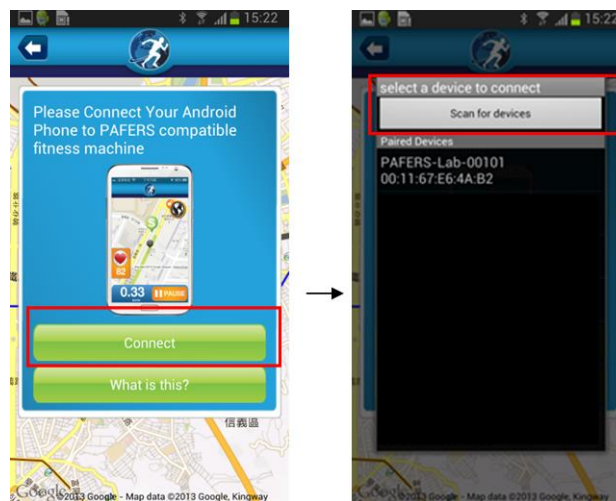 15:22
Please Connect Your Android
Phone to PAFERS compatible
fitness machine
82
0.33
PAUSE
Connect
What is this?
信義區
Google ©2013 Google - Map data ©2013 Google, Kingway
15:22
select a device to connect
Scan for devices
Paired Devices
PAFERS-Lab-00101
00:11:67:E6:4A:B2
Google ©2013 Google - Map data ©2013 Google, Kingway